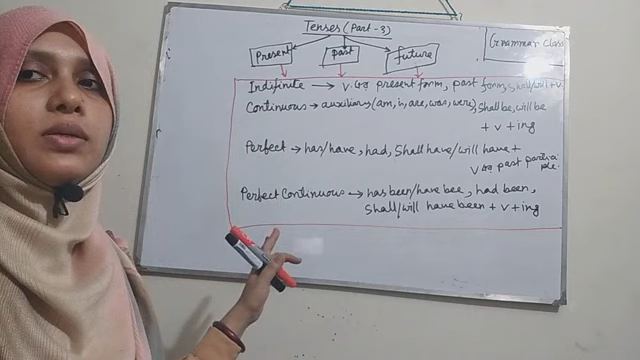 Tenses (Part - 3)
Grammar Class
Present Past future
Indefinite → v. এর present form, past form, shall/will + v.
Continuous → auxiliary (am, is, are, was, were), shall be, will be
+ v + ing
Perfect → has/have, had, Shall have/will have +
v এর past participle.
Perfect Continuous → has been/have bee, had been,
Shall/will have been + v + ing